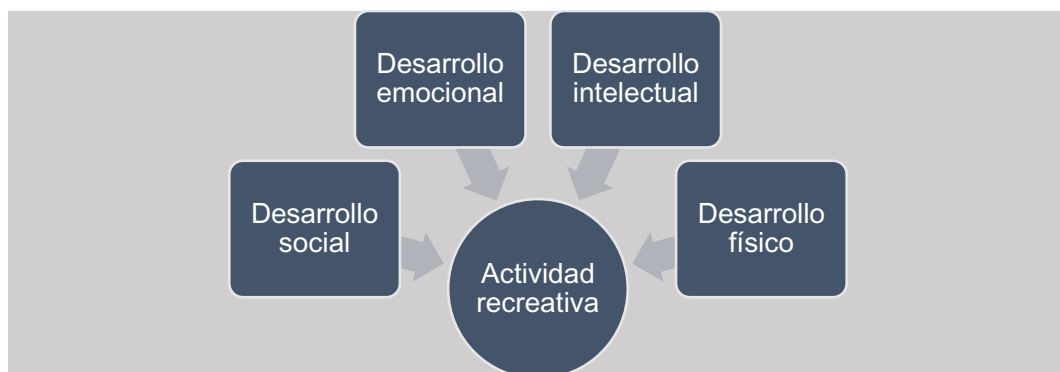 Desarrollo
emocional
Desarrollo
intelectual
Desarrollo
social
Desarrollo
físico
Actividad
recreativa